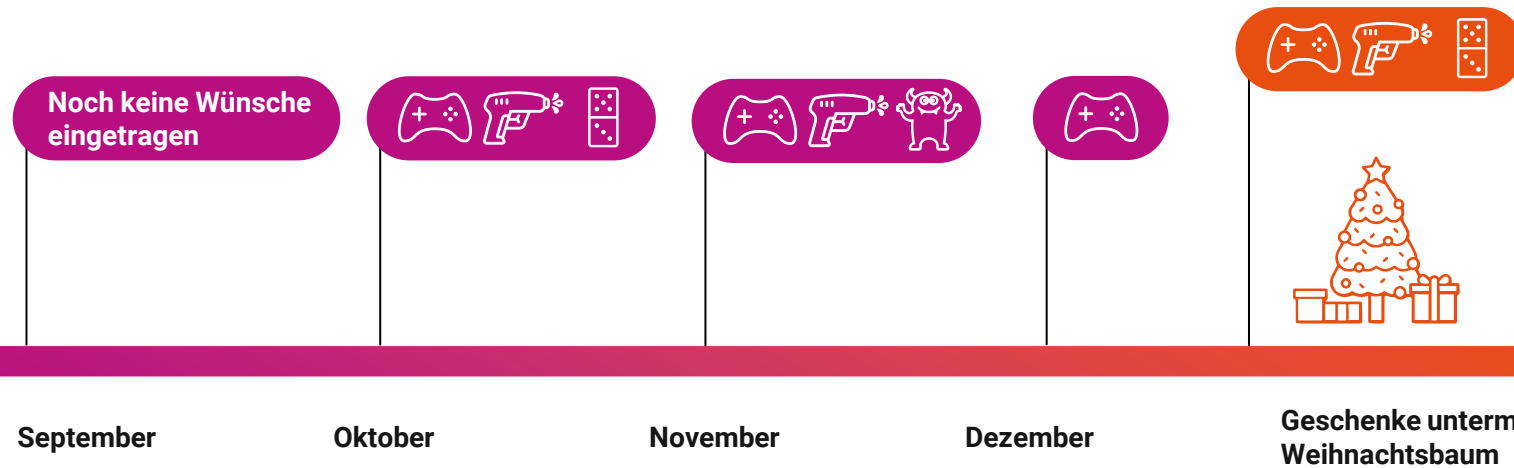 Noch keine Wünsche
eingetragen
September
Oktober
November
Dezember
Geschenke unterm
Weihnachtsbaum